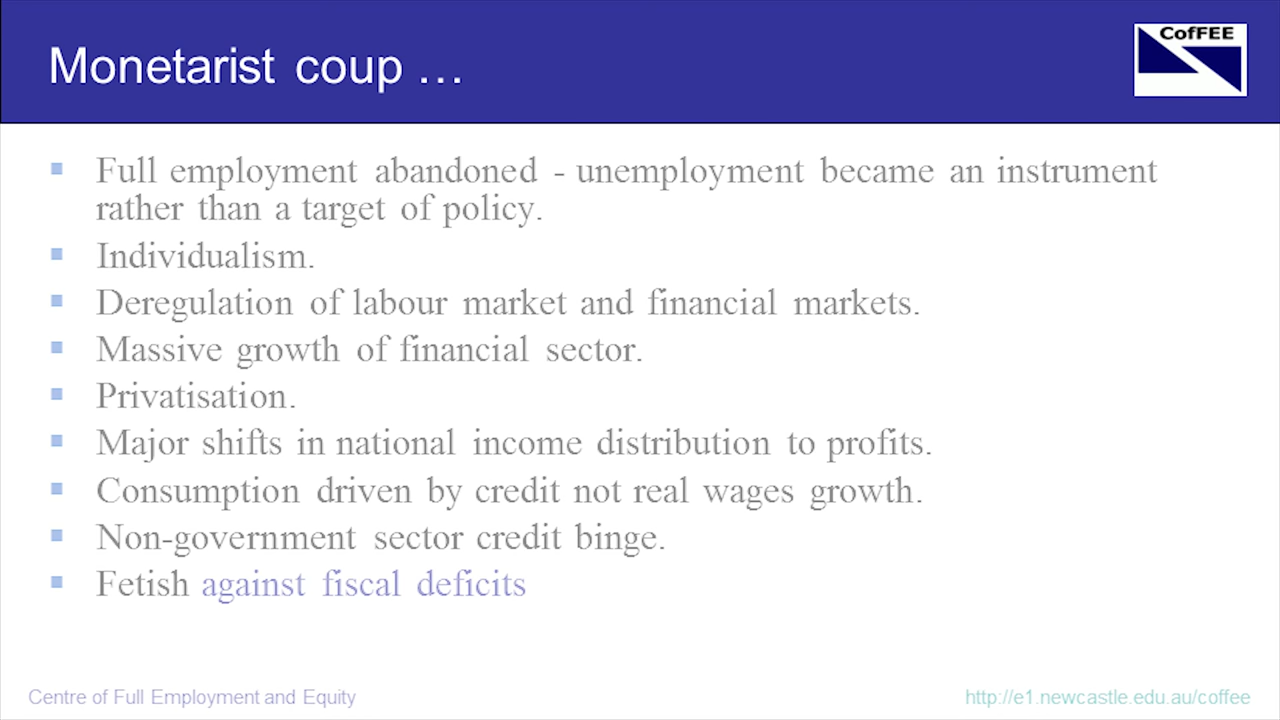 Monetarist coup …
CofFEE
Full employment abandoned - unemployment became an instrument
rather than a target of policy.
Individualism.
Deregulation of labour market and financial markets.
Massive growth of financial sector.
Privatisation.
Major shifts in national income distribution to profits.
Consumption driven by credit not real wages growth.
Non-government sector credit binge.
Fetish against fiscal deficits
Centre of Full Employment and Equity
http://e1.newcastle.edu.au/coffee